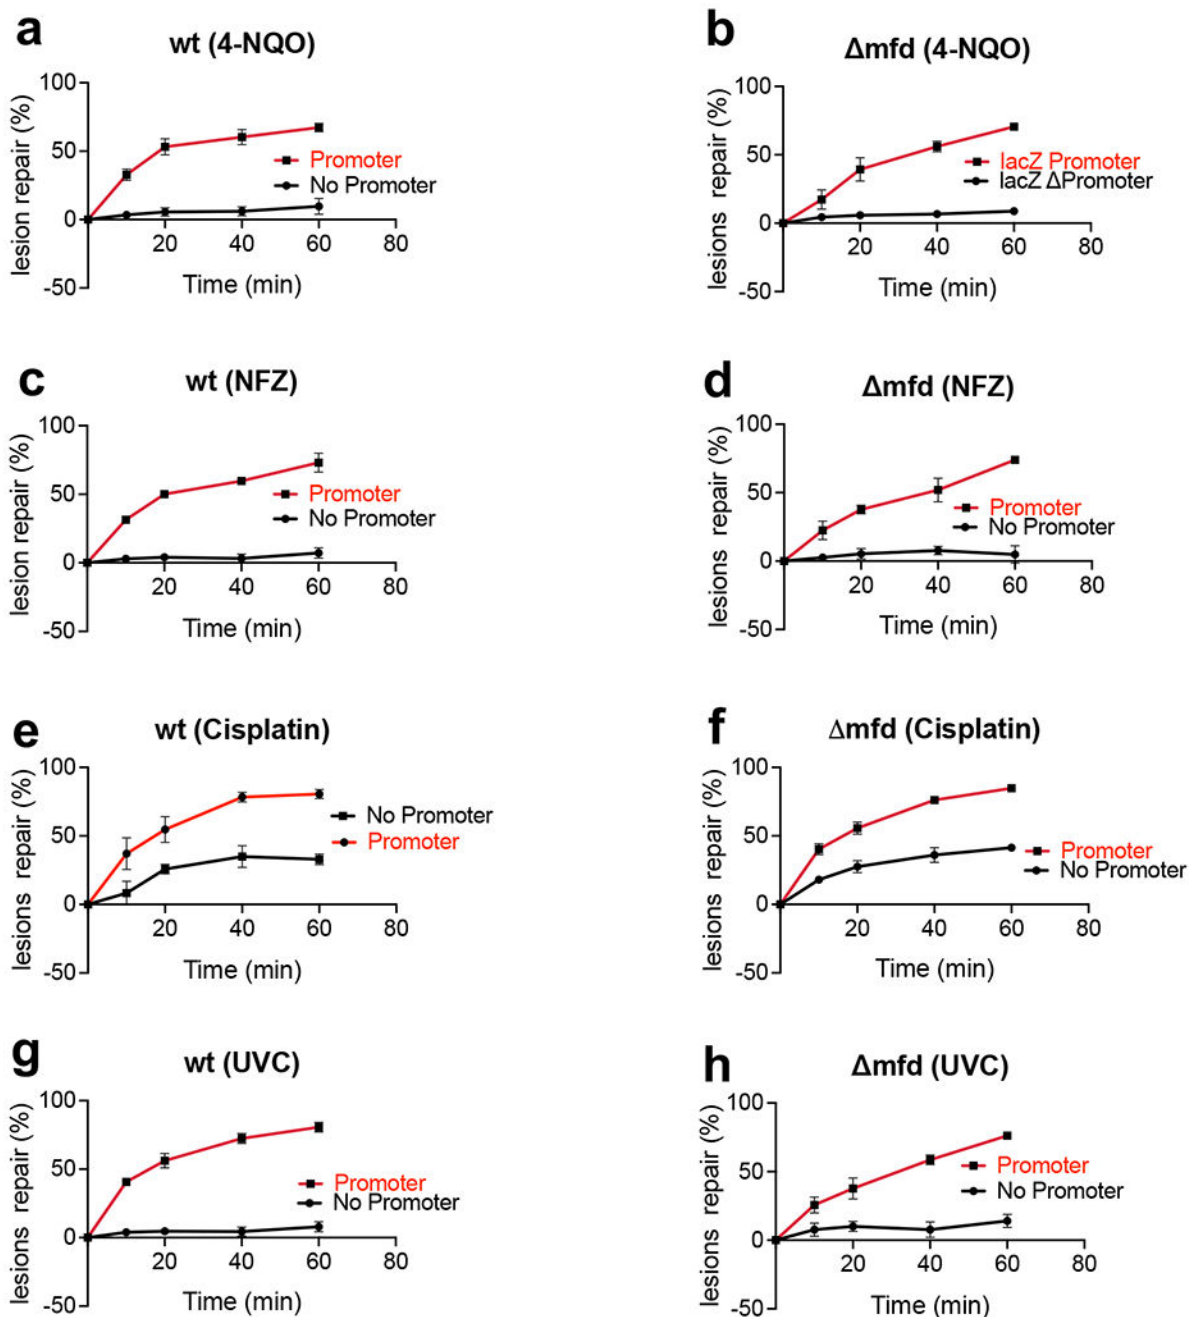 a
wt (4-NQO)
lesion repair (%)
100
50
0
-50
20
40
60
80
Time (min)
Promoter
No Promoter
b
Δmfd (4-NQO)
lesions repair (%)
100
50
0
-50
20
40
60
80
Time (min)
lacZ Promoter
lacZ ΔPromoter
c
wt (NFZ)
lesion repair (%)
100
50
0
-50
20
40
60
80
Time (min)
Promoter
No Promoter
d
Δmfd (NFZ)
lesions repair (%)
100
50
0
-50
20
40
60
80
Time (min)
Promoter
No Promoter
e
wt (Cisplatin)
lesions repair (%)
100
50
0
-50
20
40
60
80
Time (min)
No Promoter
Promoter
f
Δmfd (Cisplatin)
lesions repair (%)
100
50
0
-50
20
40
60
80
Time (min)
Promoter
No Promoter
g
wt (UVC)
lesions repair (%)
100
50
0
-50
20
40
60
80
Time (min)
Promoter
No Promoter
h
Δmfd (UVC)
lesions repair (%)
100
50
0
-50
20
40
60
80
Time (min)
Promoter
No Promoter